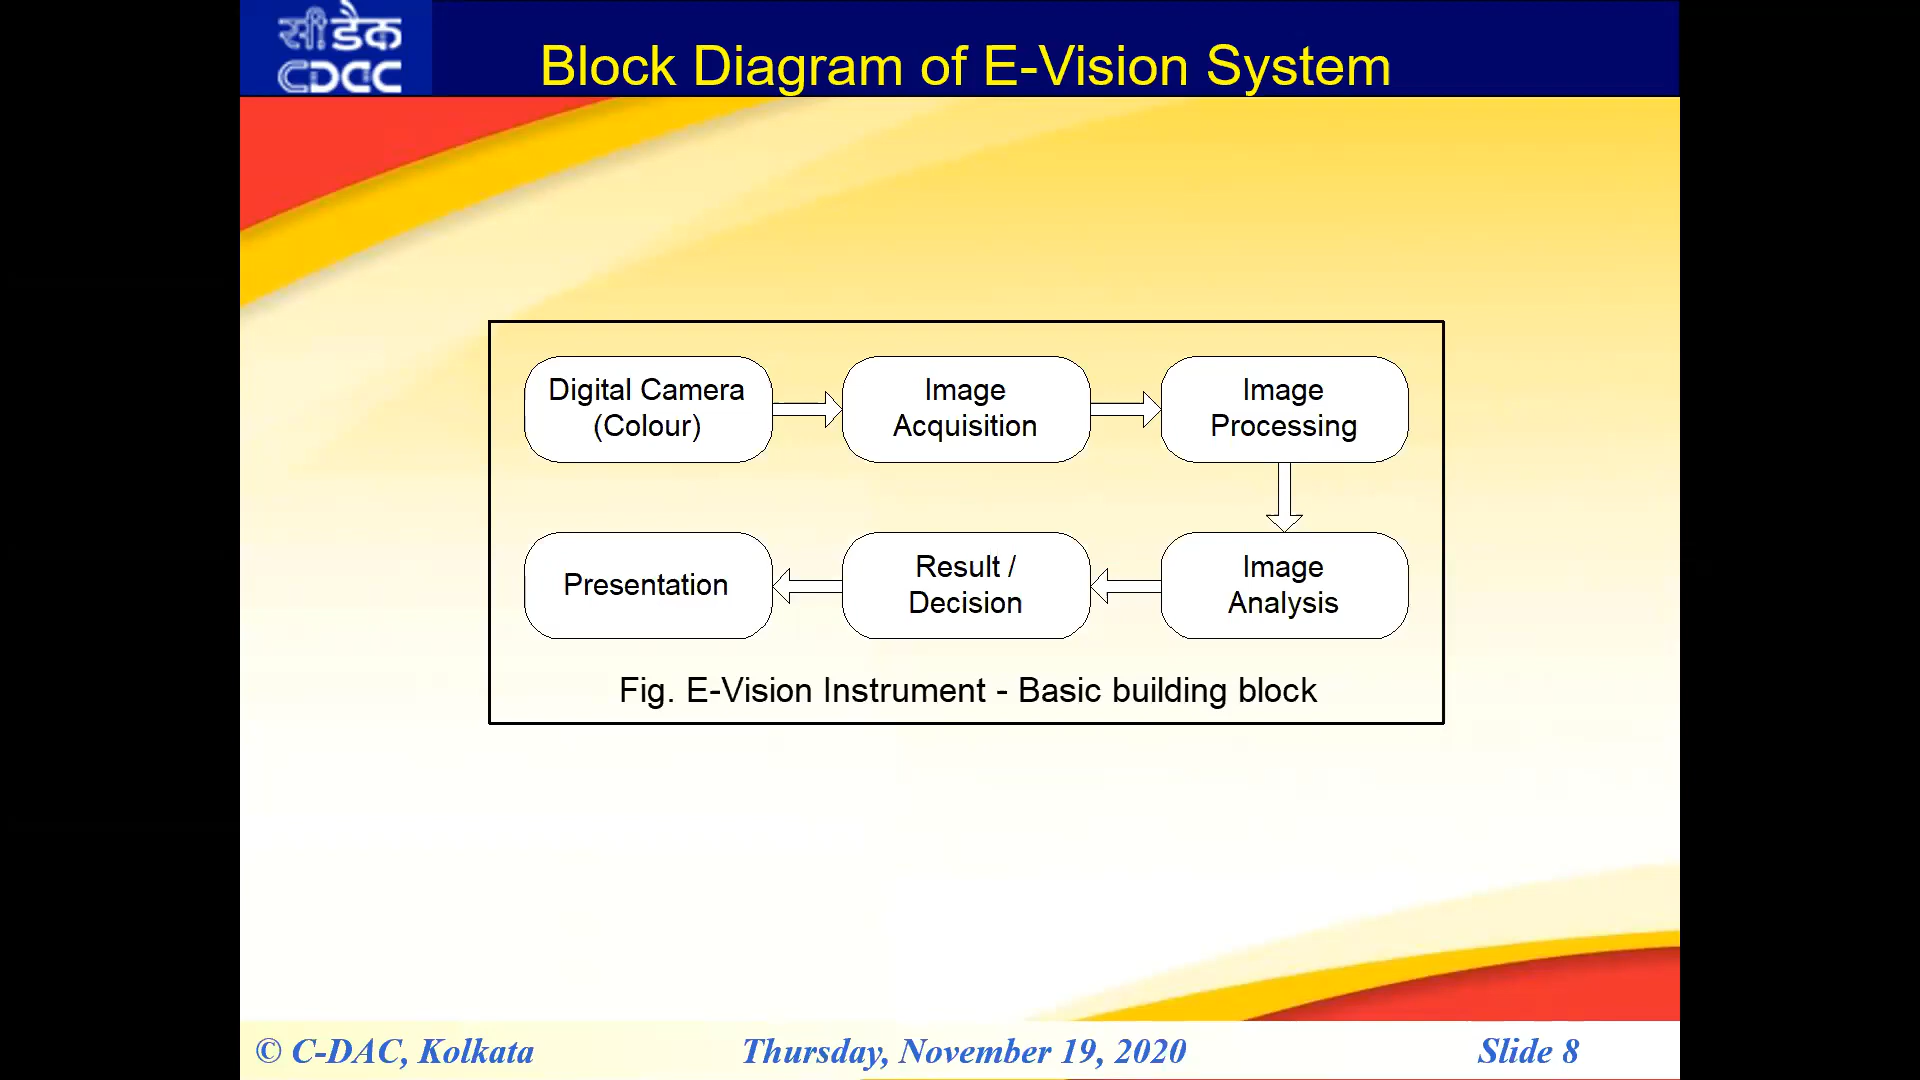 सी डैक
CDAC
Block Diagram of E-Vision System
Digital Camera
(Colour)
Image
Acquisition
Image
Processing
Presentation
Result /
Decision
Image
Analysis
Fig. E-Vision Instrument - Basic building block
© C-DAC, Kolkata
Thursday, November 19, 2020
Slide 8